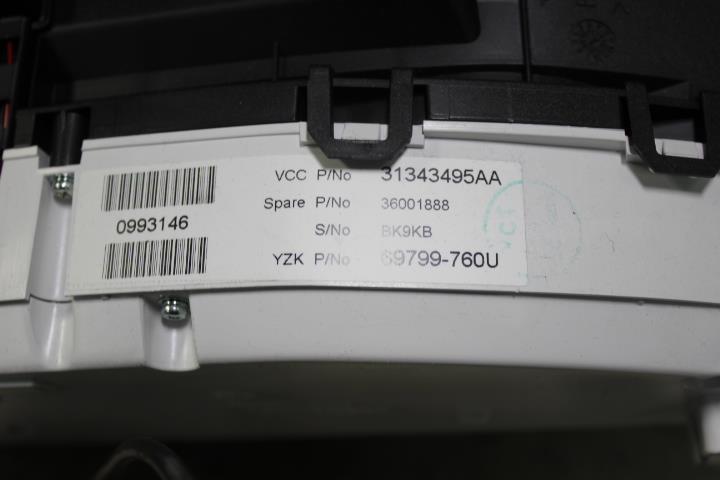 VCC P/No 31343495AA
Spare P/No 36001888
0993146
S/No BK9KB
YZK P/No 69799-760U